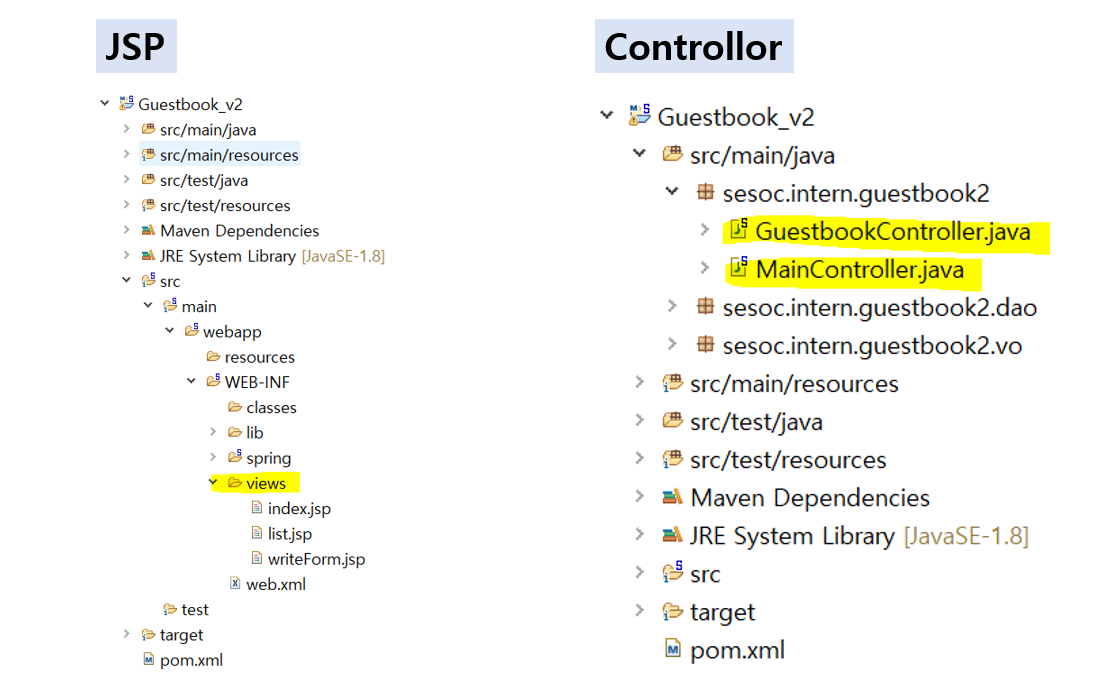 JSP
Guestbook_v2
src/main/java
src/main/resources
src/test/java
src/test/resources
Maven Dependencies
JRE System Library [JavaSE-1.8]
src
main
webapp
resources
WEB-INF
classes
lib
spring
views
index.jsp
list.jsp
writeForm.jsp
web.xml
test
target
pom.xml
Controllor
Guestbook_v2
src/main/java
sesoc.intern.guestbook2
GuestbookController.java
MainController.java
sesoc.intern.guestbook2.dao
sesoc.intern.guestbook2.vo
src/main/resources
src/test/java
src/test/resources
Maven Dependencies
JRE System Library [JavaSE-1.8]
src
target
pom.xml